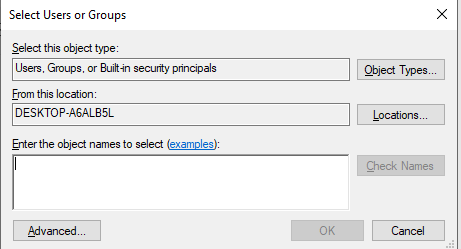 Select Users or Groups
Select this object type:
Users, Groups, or Built-in security principals
Object Types...
From this location:
DESKTOP-A6ALB5L
Locations...
Enter the object names to select (examples):
Check Names
Advanced...
OK
Cancel